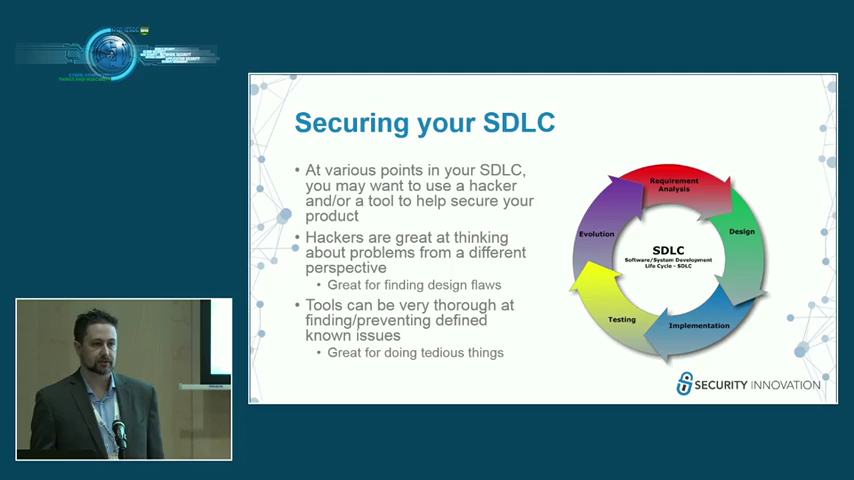 Securing your SDLC
• At various points in your SDLC,
you may want to use a hacker
and/or a tool to help secure your
product
• Hackers are great at thinking
about problems from a different
perspective
• Great for finding design flaws
• Tools can be very thorough at
finding/preventing defined
known issues
• Great for doing tedious things
Requirement
Analysis
Design
Implementation
Testing
Evolution
SDLC
Software/System Development
Life Cycle - SDLC
SECURITY INNOVATION